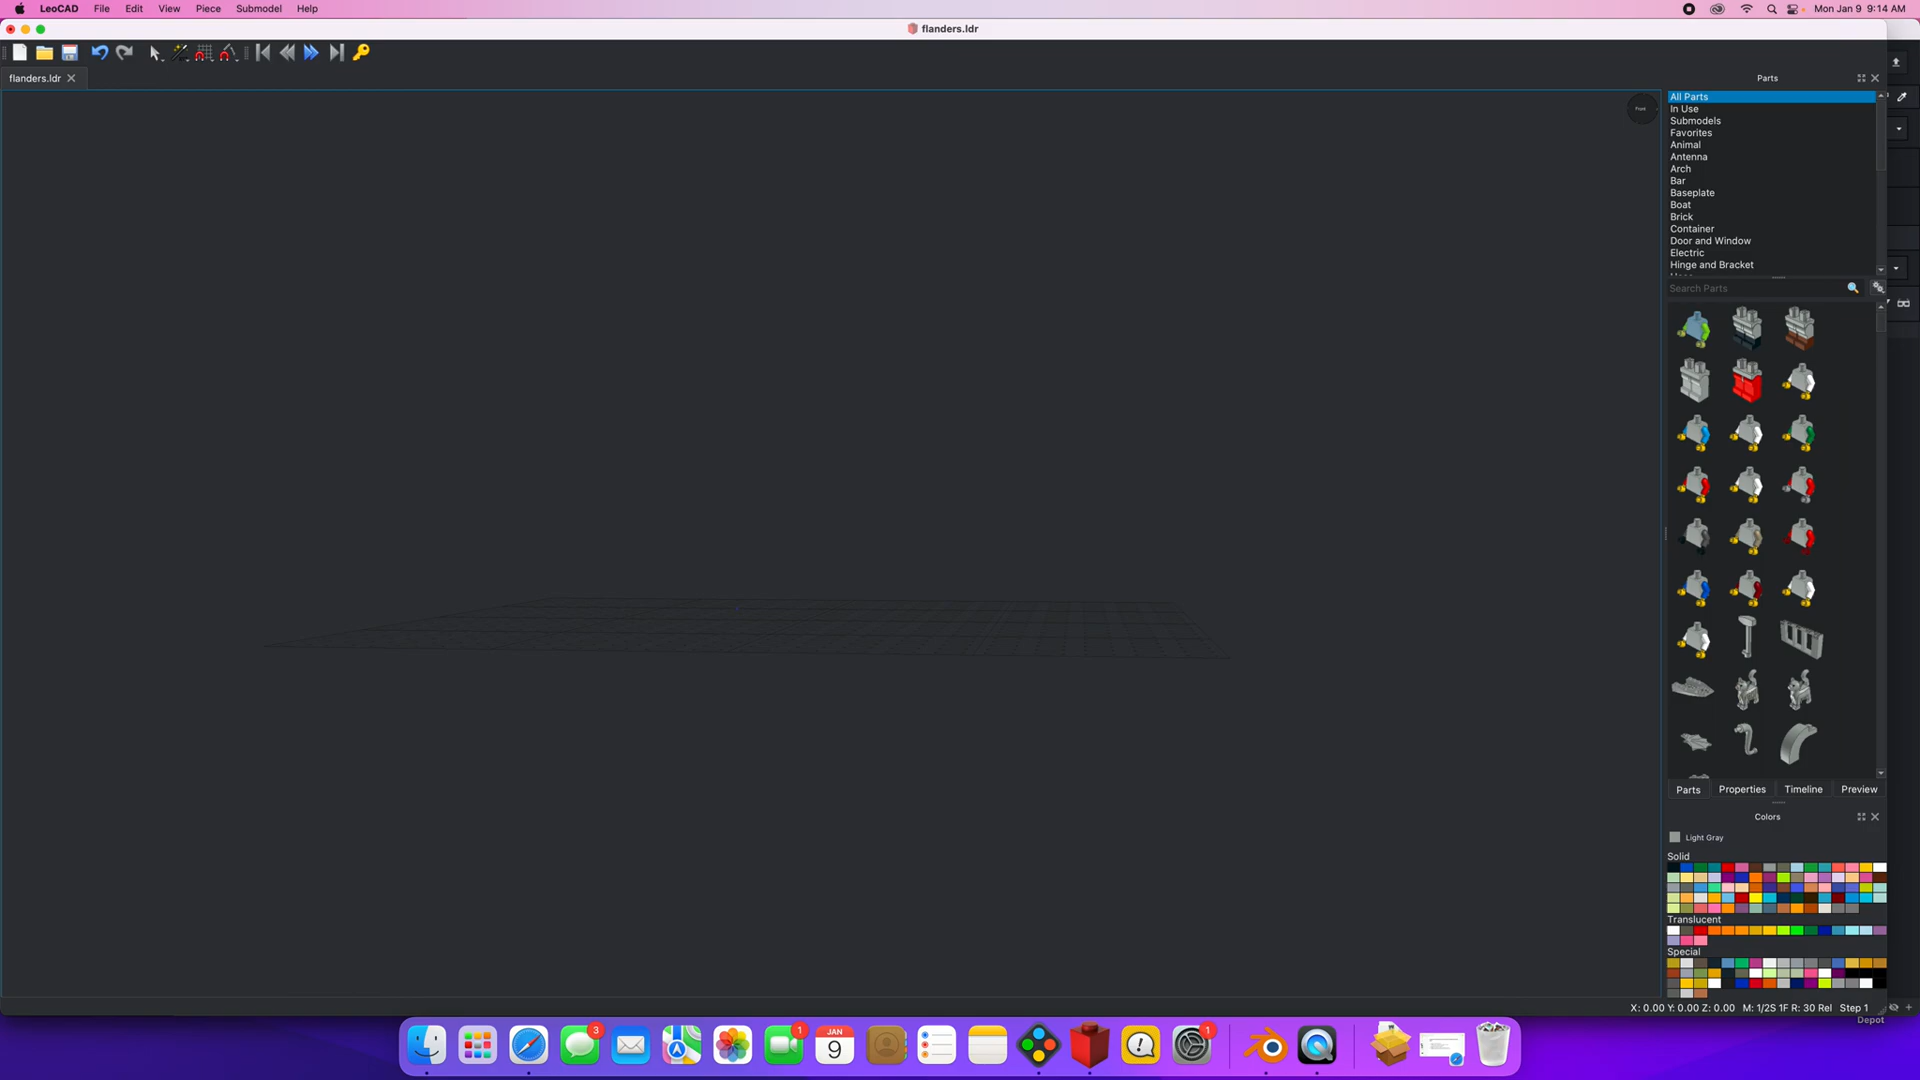 LeoCAD File Edit View Piece Submodel Help Mon Jan 9 9:14 AM
flanders.ldr
flanders.ldr
Parts
All Parts
In Use
Submodels
Favorites
Animal
Antenna
Arch
Bar
Baseplate
Boat
Brick
Container
Door and Window
Electric
Hinge and Bracket
Front
Search Parts
Parts Properties Timeline Preview
Colors
Light Gray
Solid
Translucent
Special
X: 0.00 Y: 0.00 Z: 0.00 M: 1/2S 1F R: 30 Rel Step 1
Depot
3
1
JAN
9
1